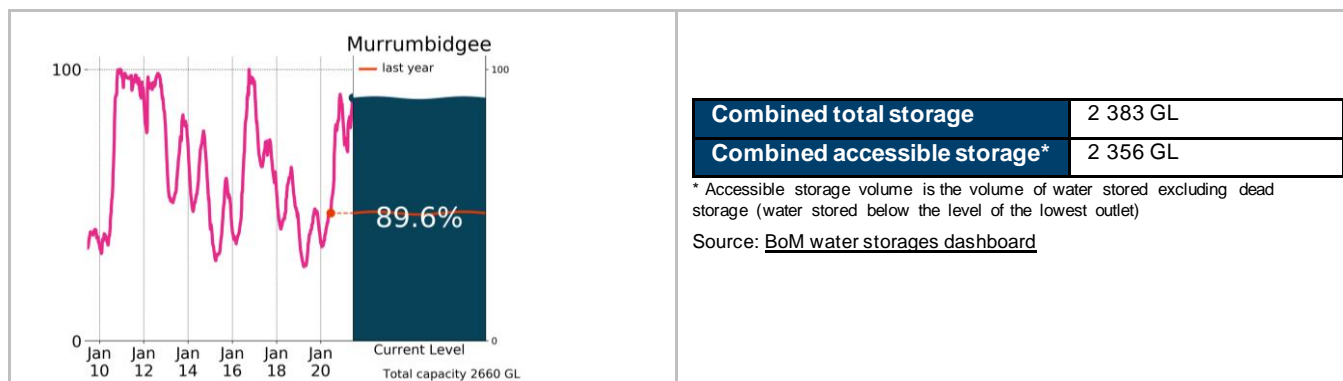 Murrumbidgee
last year
100
100
89.6%
0
0
Jan 10
Jan 12
Jan 14
Jan 16
Jan 18
Jan 20
Current Level
Total capacity 2660 GL
Combined total storage 2 383 GL
Combined accessible storage* 2 356 GL
* Accessible storage volume is the volume of water stored excluding dead
storage (water stored below the level of the lowest outlet)
Source: BoM water storages dashboard